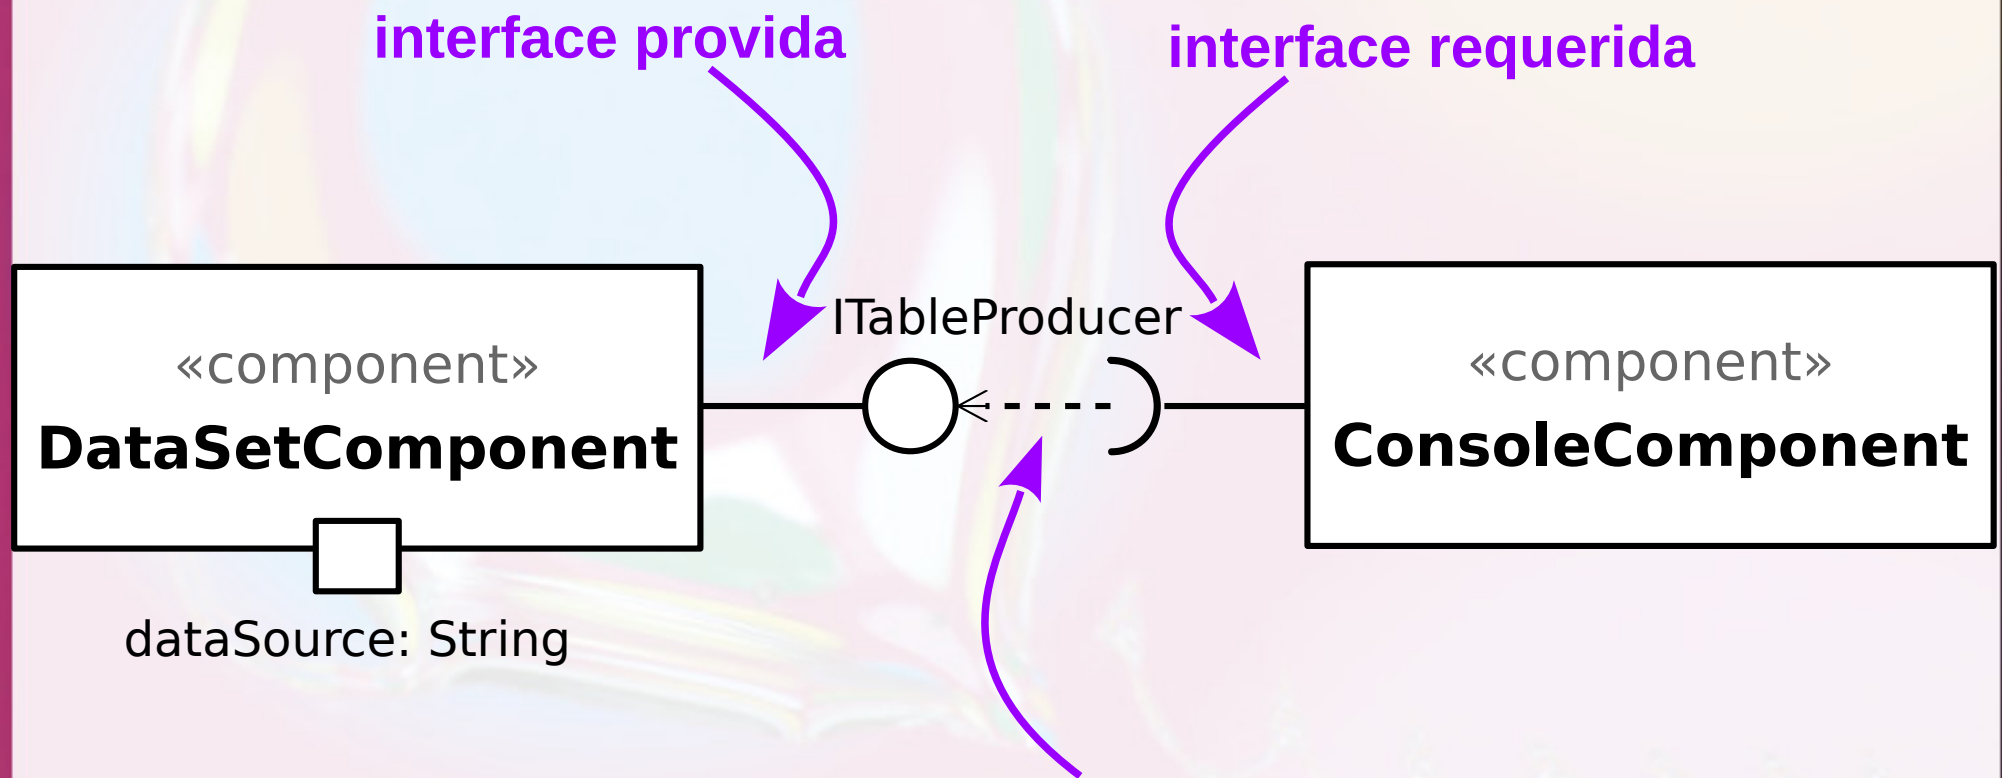 interface provida
interface requerida
ITableProducer
«component»
DataSetComponent
«component»
ConsoleComponent
dataSource: String